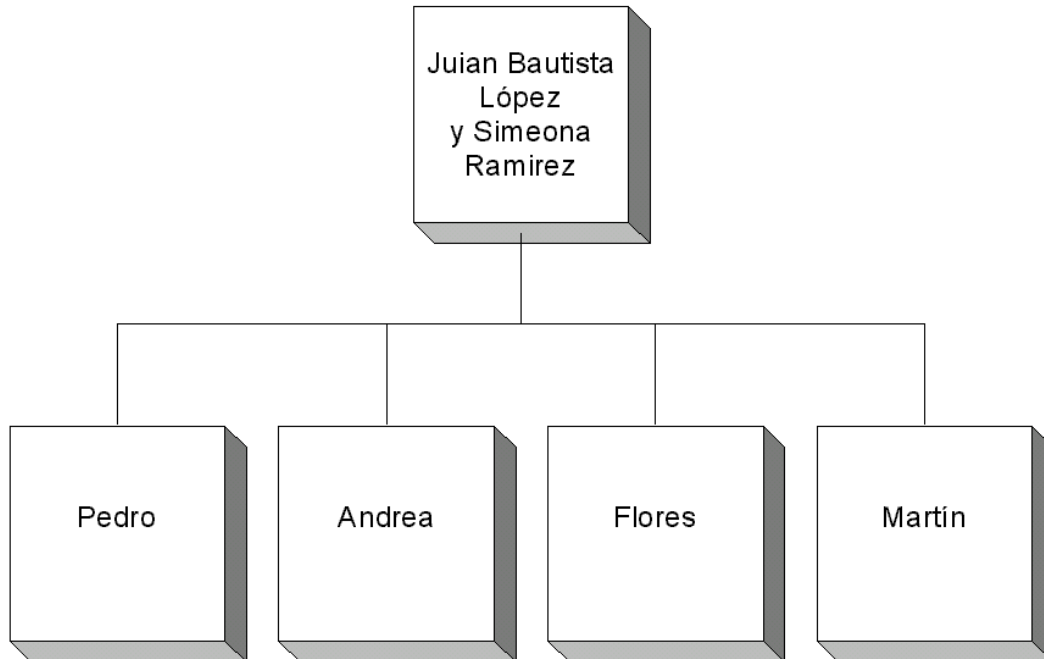 Juian Bautista
López
y Simeona
Ramirez
Pedro
Andrea
Flores
Martín